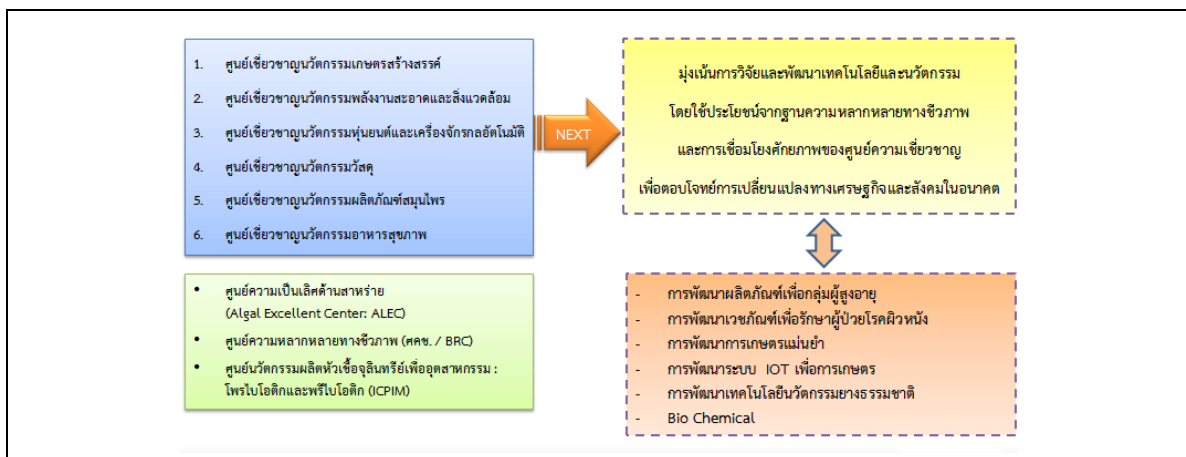 1. ศูนย์เชี่ยวชาญนวัตกรรมเกษตรสร้างสรรค์
2. ศูนย์เชี่ยวชาญนวัตกรรมพลังงานสะอาดและสิ่งแวดล้อม
3. ศูนย์เชี่ยวชาญนวัตกรรมหุ่นยนต์และเครื่องจักรกลอัตโนมัติ
4. ศูนย์เชี่ยวชาญนวัตกรรมวัสดุ
5. ศูนย์เชี่ยวชาญนวัตกรรมผลิตภัณฑ์สมุนไพร
6. ศูนย์เชี่ยวชาญนวัตกรรมอาหารสุขภาพ
NEXT
มุ่งเน้นการวิจัยและพัฒนาเทคโนโลยีและนวัตกรรม
โดยใช้ประโยชน์จากฐานความหลากหลายทางชีวภาพ
และการเชื่อมโยงศักยภาพของศูนย์ความเชี่ยวชาญ
เพื่อตอบโจทย์การเปลี่ยนแปลงทางเศรษฐกิจและสังคมในอนาคต
• ศูนย์ความเป็นเลิศด้านสาหร่าย
(Algal Excellent Center: ALEC)
• ศูนย์ความหลากหลายทางชีวภาพ (ศคช. / BRC)
• ศูนย์นวัตกรรมผลิตหัวเชื้อจุลินทรีย์เพื่ออุตสาหกรรม :
โพรไบโอติกและพรีไบโอติก (ICPIM)
- การพัฒนาผลิตภัณฑ์เพื่อกลุ่มผู้สูงอายุ
- การพัฒนาเวชภัณฑ์เพื่อรักษาผู้ป่วยโรคผิวหนัง
- การพัฒนาการเกษตรแม่นยำ
- การพัฒนาระบบ IOT เพื่อการเกษตร
- การพัฒนาเทคโนโลยีนวัตกรรมยางธรรมชาติ
- Bio Chemical